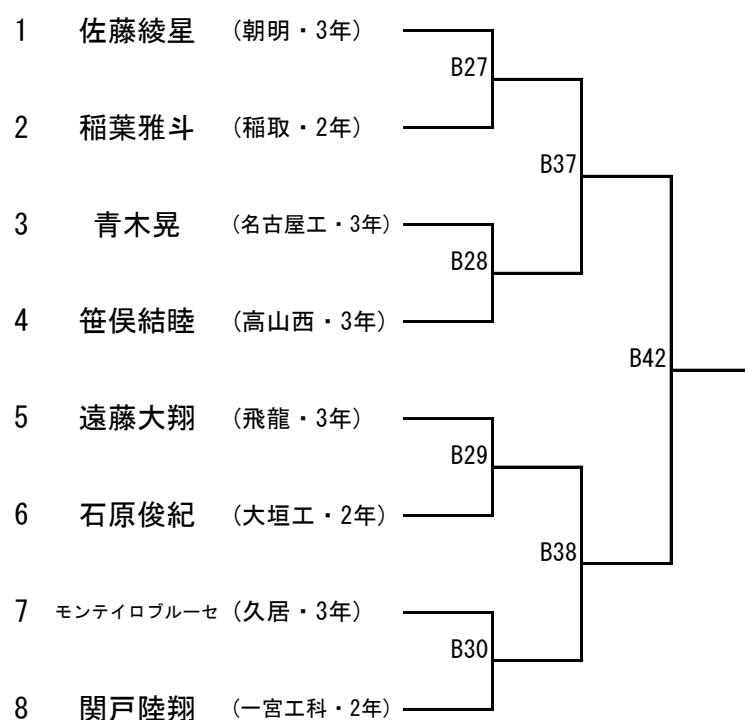 1 佐藤綾星 (朝明・3年)
B27
2 稲葉雅斗 (稲取・2年)
B37
3 青木晃 (名古屋工・3年)
B28
4 笹俣結睦 (高山西・3年)
B42
5 遠藤大翔 (飛龍・3年)
B29
6 石原俊紀 (大垣工・2年)
B38
7 モンテイロブルーセ (久居・3年)
B30
8 関戸陸翔 (一宮工科・2年)